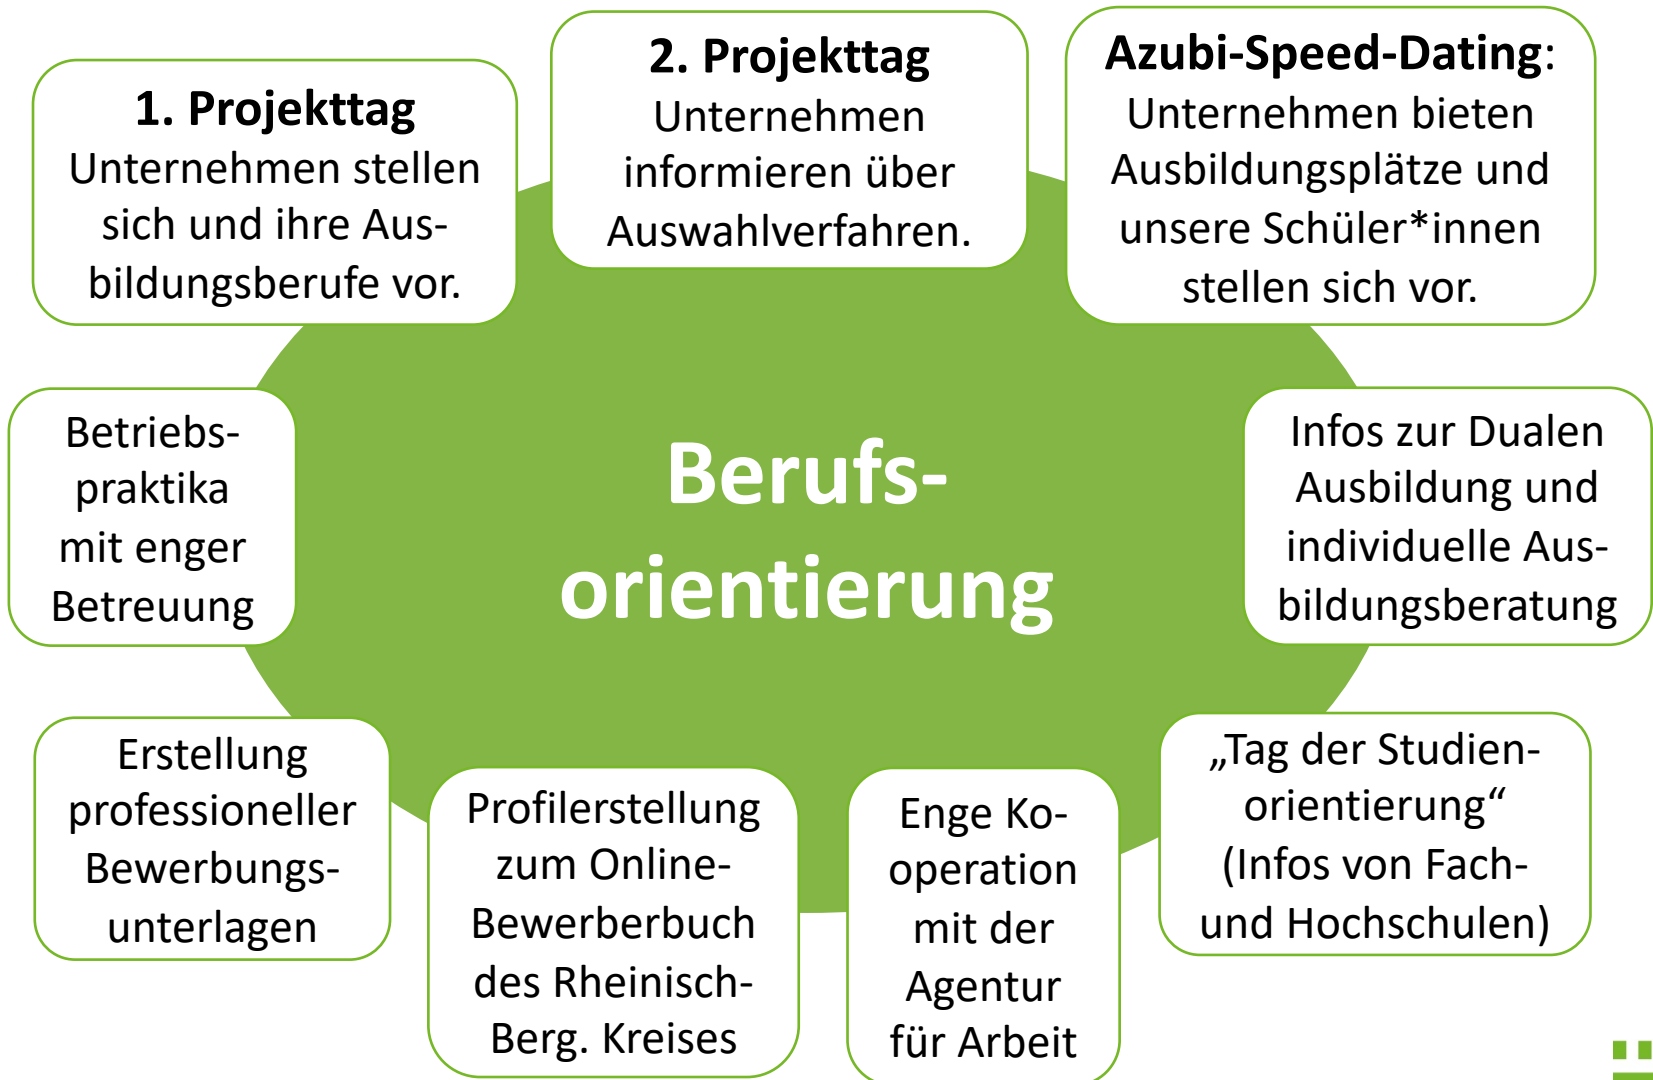 1. Projekttag
Unternehmen stellen
sich und ihre Aus-
bildungsberufe vor.
2. Projekttag
Unternehmen
informieren über
Auswahlverfahren.
Azubi-Speed-Dating:
Unternehmen bieten
Ausbildungsplätze und
unsere Schüler*innen
stellen sich vor.
Betriebs-
praktika
mit enger
Betreuung
Berufs-
orientierung
Infos zur Dualen
Ausbildung und
individuelle Aus-
bildungsberatung
Erstellung
professioneller
Bewerbungs-
unterlagen
Profilerstellung
zum Online-
Bewerberbuch
des Rheinisch-
Berg. Kreises
Enge Ko-
operation
mit der
Agentur
für Arbeit
„Tag der Studien-
orientierung“
(Infos von Fach-
und Hochschulen)